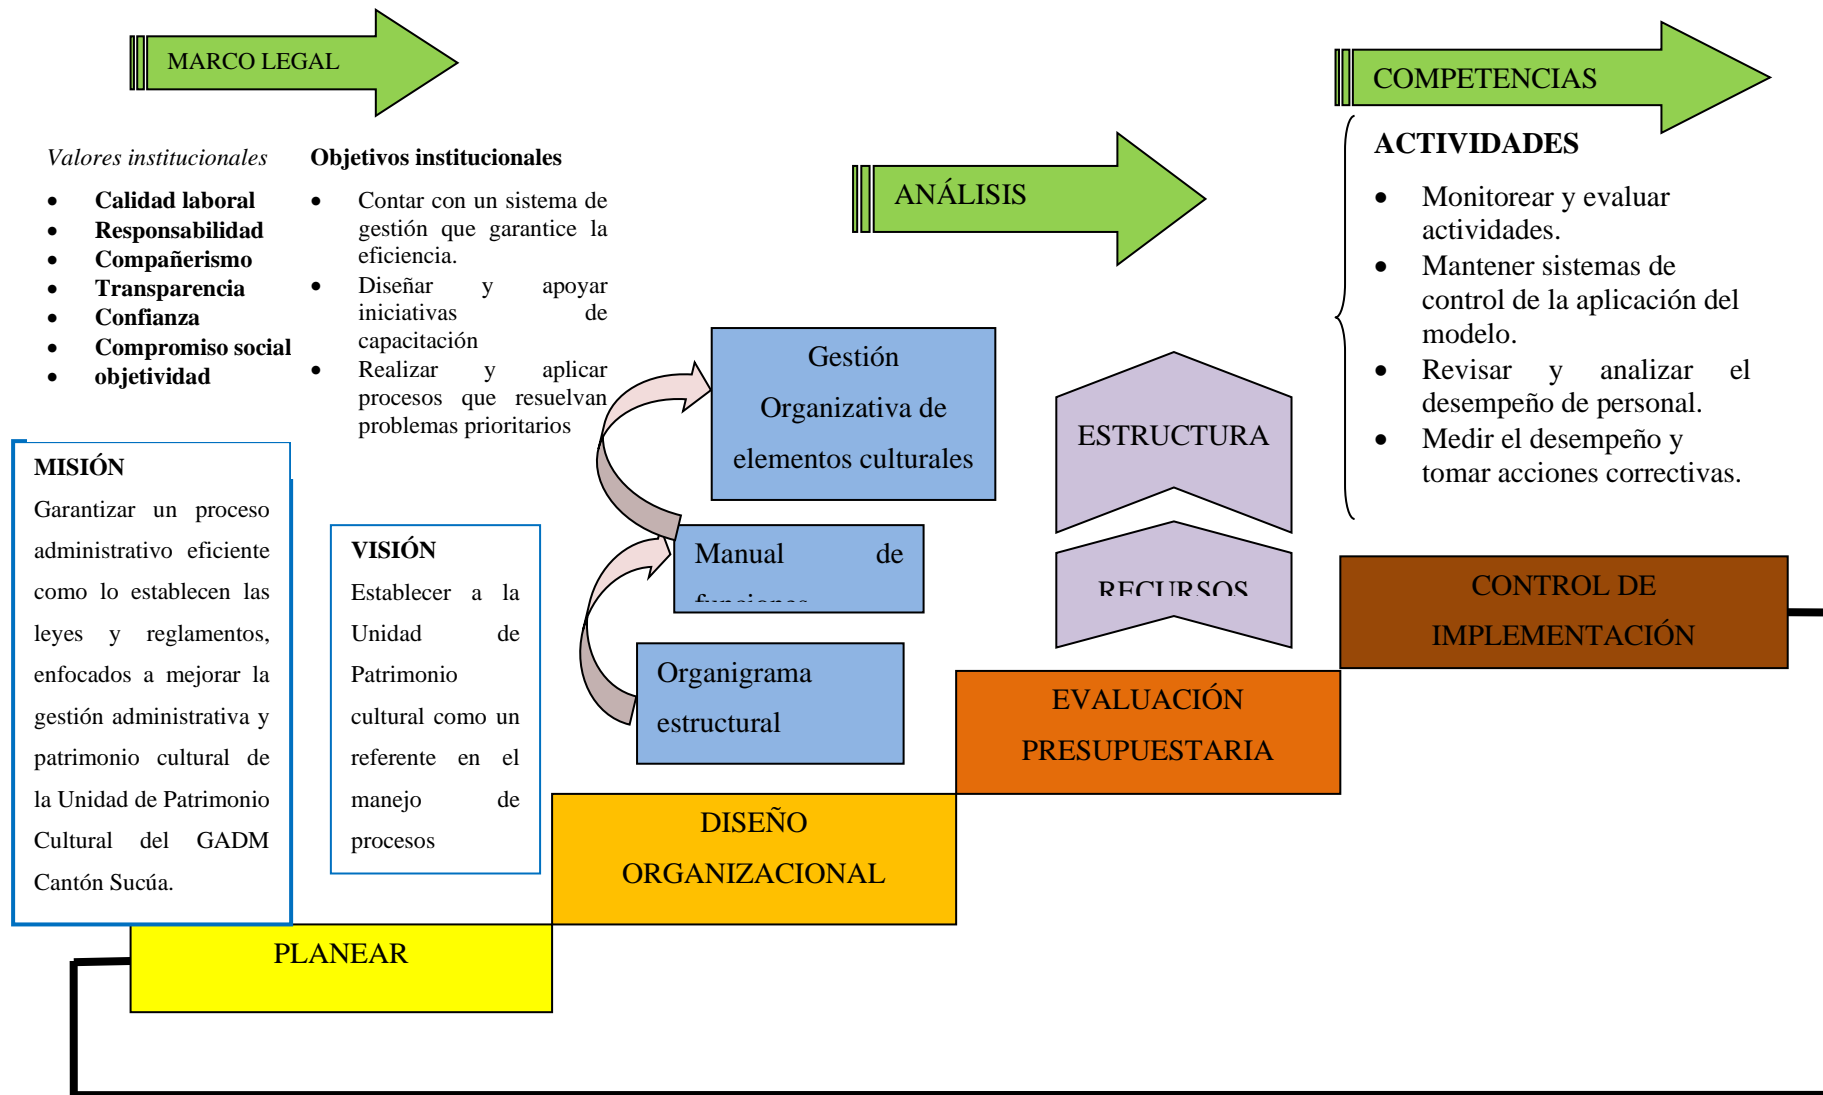 MARCO LEGAL
COMPETENCIAS
ANÁLISIS
Valores institucionales
• Calidad laboral
• Responsabilidad
• Compañerismo
• Transparencia
• Confianza
• Compromiso social
• objetividad
Objetivos institucionales
• Contar con un sistema de
gestión que garantice la
eficiencia.
• Diseñar y apoyar
iniciativas de
capacitación
• Realizar y aplicar
procesos que resuelvan
problemas prioritarios
ACTIVIDADES
• Monitorear y evaluar
actividades.
• Mantener sistemas de
control de la aplicación del
modelo.
• Revisar y analizar el
desempeño de personal.
• Medir el desempeño y
tomar acciones correctivas.
MISIÓN
Garantizar un proceso
administrativo eficiente
como lo establecen las
leyes y reglamentos,
enfocados a mejorar la
gestión administrativa y
patrimonio cultural de
la Unidad de Patrimonio
Cultural del GADM
Cantón Sucúa.
VISIÓN
Establecer a la
Unidad de
Patrimonio
cultural como un
referente en el
manejo de
procesos
Gestión
Organizativa de
elementos culturales
Manual de
funciones
Organigrama
estructural
ESTRUCTURA
RECURSOS
CONTROL DE
IMPLEMENTACIÓN
EVALUACIÓN
PRESUPUESTARIA
DISEÑO
ORGANIZACIONAL
PLANEAR